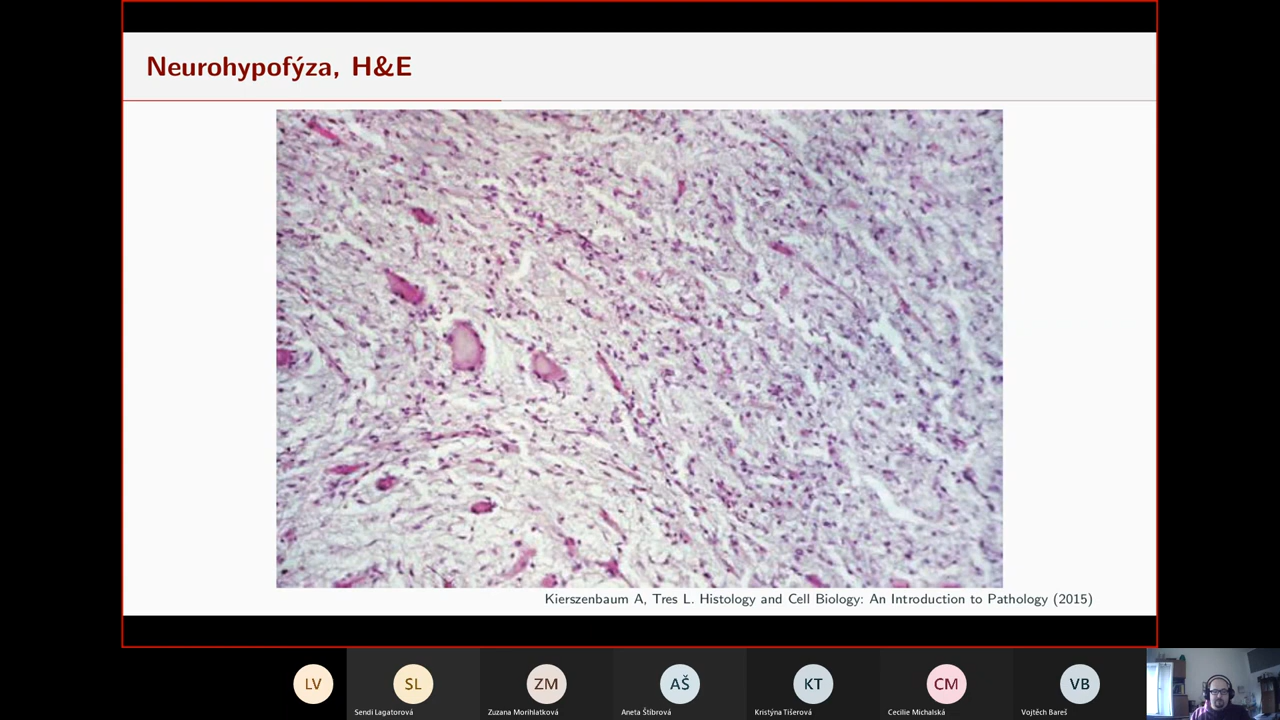 Neurohypofýza, H&E
Kierszenbaum A, Tres L. Histology and Cell Biology: An Introduction to Pathology (2015)
LV
SL
ZM
AŠ
KT
CM
VB
Sendi Lagatorová
Zuzana Morihlatková
Aneta Štibrová
Kristýna Tišerová
Cecilie Michalská
Vojtěch Bareš